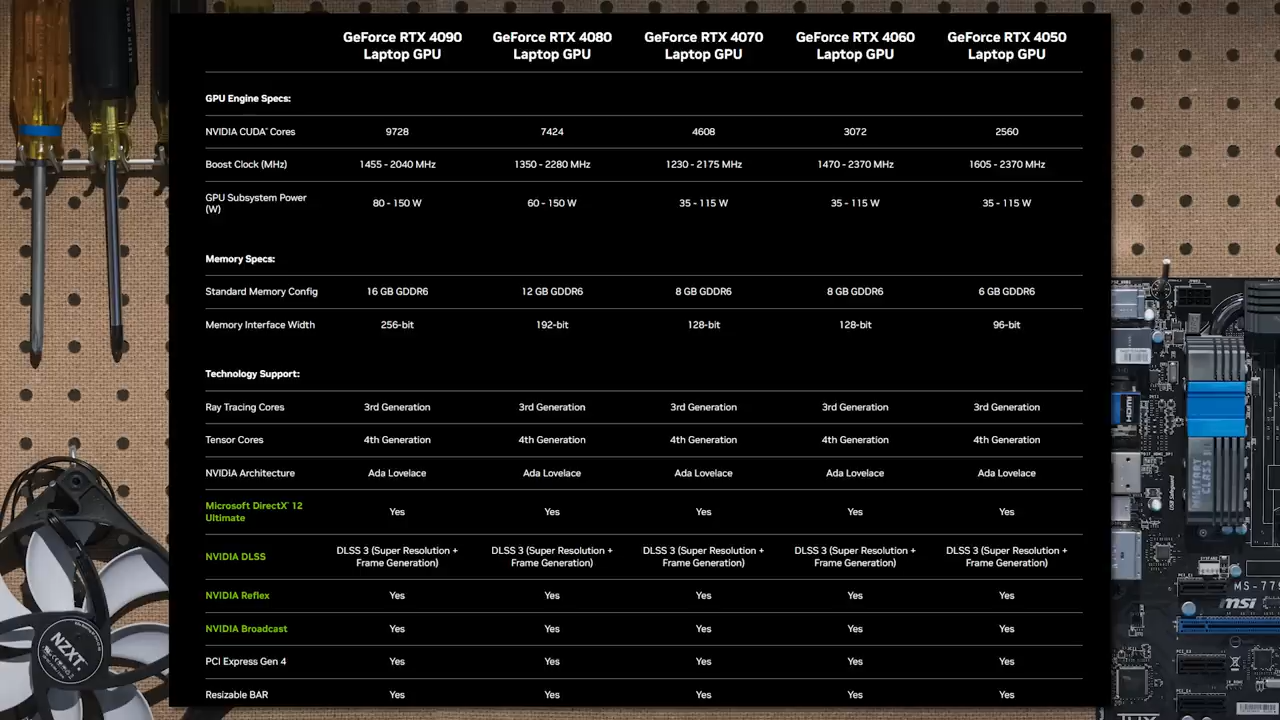 GeForce RTX 4090 Laptop GPU GeForce RTX 4080 Laptop GPU GeForce RTX 4070 Laptop GPU GeForce RTX 4060 Laptop GPU GeForce RTX 4050 Laptop GPU
GPU Engine Specs:
NVIDIA CUDA® Cores 9728 7424 4608 3072 2560
Boost Clock (MHz) 1455 - 2040 MHz 1350 - 2280 MHz 1230 - 2175 MHz 1470 - 2370 MHz 1605 - 2370 MHz
GPU Subsystem Power (W) 80 - 150 W 60 - 150 W 35 - 115 W 35 - 115 W 35 - 115 W
Memory Specs:
Standard Memory Config 16 GB GDDR6 12 GB GDDR6 8 GB GDDR6 8 GB GDDR6 6 GB GDDR6
Memory Interface Width 256-bit 192-bit 128-bit 128-bit 96-bit
Technology Support:
Ray Tracing Cores 3rd Generation 3rd Generation 3rd Generation 3rd Generation 3rd Generation
Tensor Cores 4th Generation 4th Generation 4th Generation 4th Generation 4th Generation
NVIDIA Architecture Ada Lovelace Ada Lovelace Ada Lovelace Ada Lovelace Ada Lovelace
Microsoft DirectX® 12 Ultimate Yes Yes Yes Yes Yes
NVIDIA DLSS DLSS 3 (Super Resolution + Frame Generation) DLSS 3 (Super Resolution + Frame Generation) DLSS 3 (Super Resolution + Frame Generation) DLSS 3 (Super Resolution + Frame Generation) DLSS 3 (Super Resolution + Frame Generation)
NVIDIA Reflex Yes Yes Yes Yes Yes
NVIDIA Broadcast Yes Yes Yes Yes Yes
PCI Express Gen 4 Yes Yes Yes Yes Yes
Resizable BAR Yes Yes Yes Yes Yes
NZXT
HDMI
MILITARY
CLASS
msi